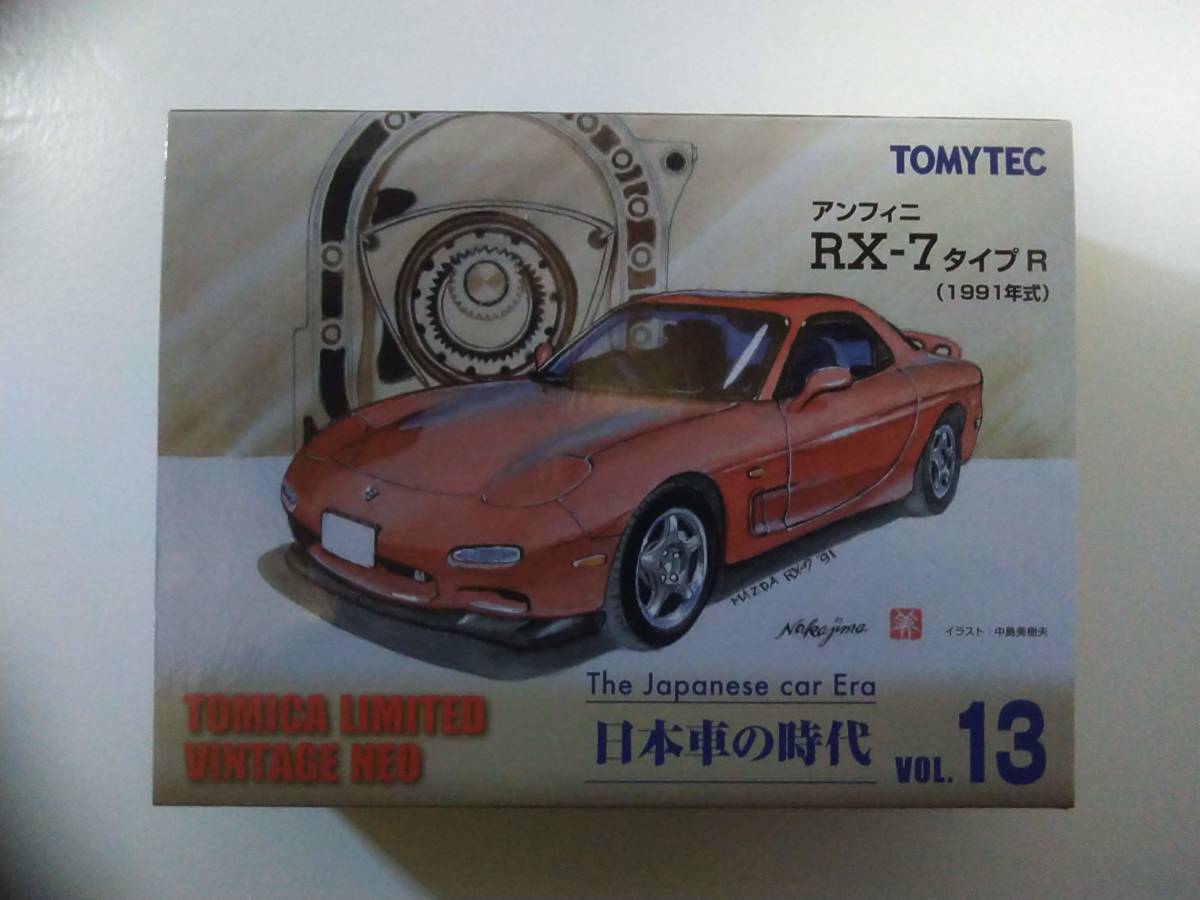 TOMYTEC
アンフィニ
RX-7 タイプ R
(1991年式)
MAZDA RX-7 '91
Nakajima
イラスト:中島美樹夫
TOMICA LIMITED
VINTAGE NEO
The Japanese car Era
日本車の時代 VOL. 13